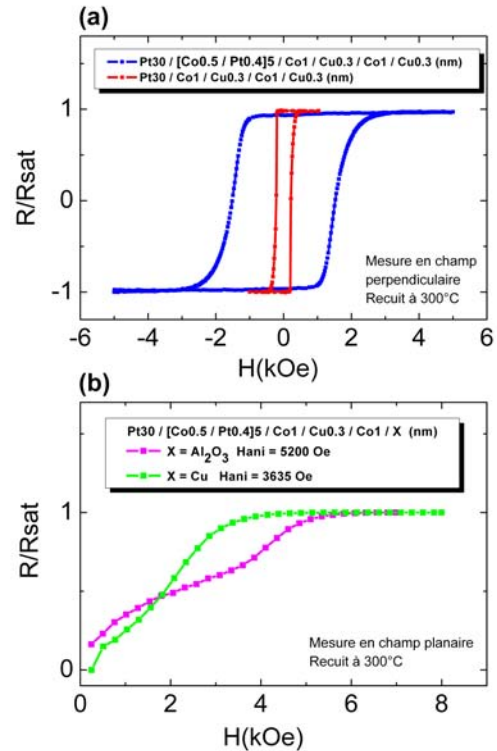 (a)
Pt30 / [Co0.5 / Pt0.4]5 / Co1 / Cu0.3 / Co1 / Cu0.3 (nm)
Pt30 / Co1 / Cu0.3 / Co1 / Cu0.3 (nm)
R/Rsat
1
0
-1
Mesure en champ
perpendiculaire
Recuit à 300°C
-6 -4 -2 0 2 4 6
H(kOe)
(b)
Pt30 / [Co0.5 / Pt0.4]5 / Co1 / Cu0.3 / Co1 / X (nm)
X = Al₂O₃ Hani = 5200 Oe
X = Cu Hani = 3635 Oe
R/Rsat
1
0
Mesure en champ planaire
Recuit à 300°C
0 2 4 6 8
H(kOe)